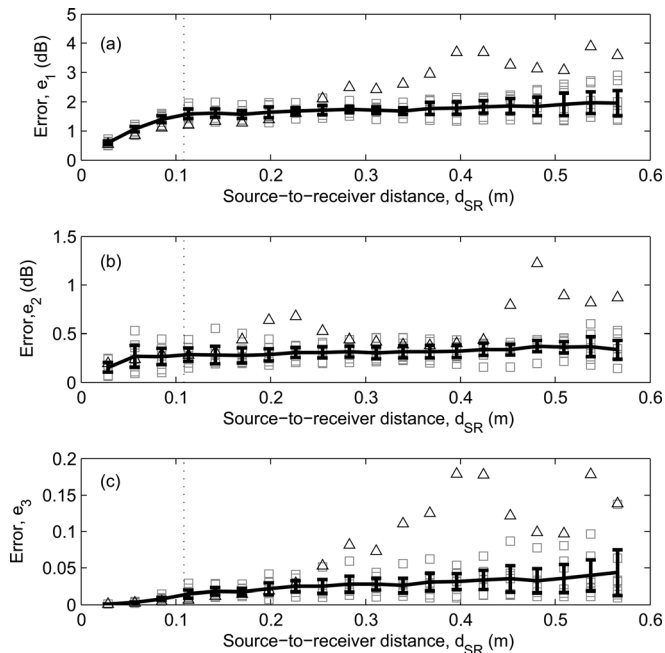 (a)
Error, e1 (dB)
5
4
3
2
1
0
0 0.1 0.2 0.3 0.4 0.5 0.6
Source−to−receiver distance, dSR (m)
(b)
Error,e2 (dB)
1.5
1
0.5
0
0 0.1 0.2 0.3 0.4 0.5 0.6
Source−to−receiver distance, dSR (m)
(c)
Error, e3
0.2
0.15
0.1
0.05
0
0 0.1 0.2 0.3 0.4 0.5 0.6
Source−to−receiver distance, dSR (m)